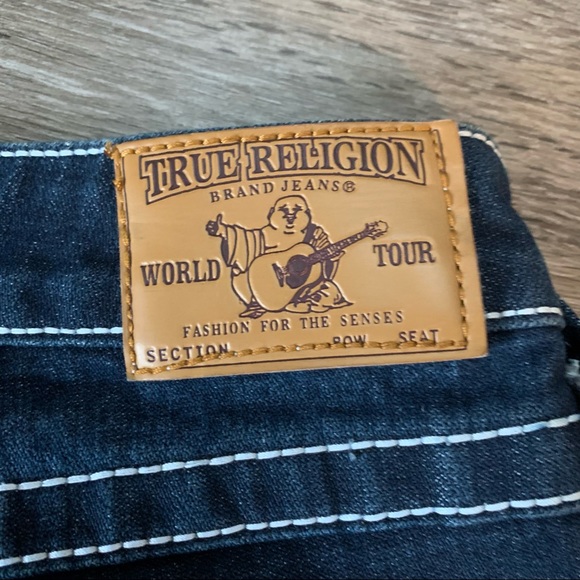 TRUE RELIGION
BRAND JEANS®
WORLD TOUR
FASHION FOR THE SENSES
SECTION ROW SEAT